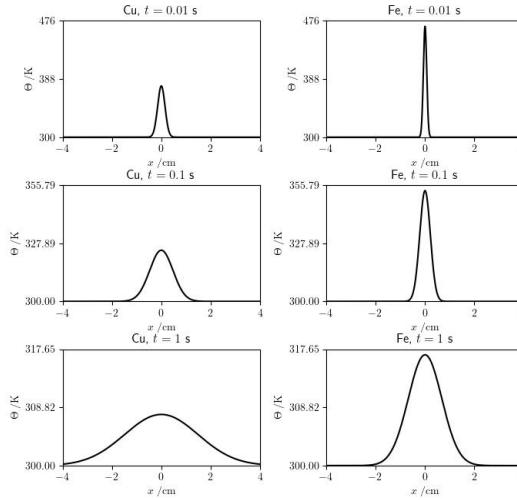 Cu, t = 0.01 s
Fe, t = 0.01 s
476
388
300
Θ /K
−4 −2 0 2 4
x /cm
476
388
300
Θ /K
−4 −2 0 2
x /cm
Cu, t = 0.1 s
Fe, t = 0.1 s
355.79
327.89
300.00
Θ /K
−4 −2 0 2 4
x /cm
355.79
327.89
300.00
Θ /K
−4 −2 0 2
x /cm
Cu, t = 1 s
Fe, t = 1 s
317.65
308.82
300.00
Θ /K
−4 −2 0 2 4
x /cm
317.65
308.82
300.00
Θ /K
−4 −2 0 2
x /cm